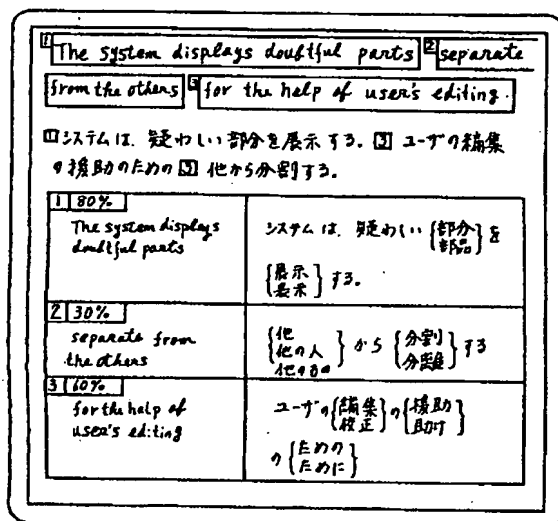 1 The system displays doubtful parts 2 separate
from the others 3 for the help of user's editing.
1 システムは、疑わしい部分を展示する。3 ユーザの編集
の援助のための 3 他から分割する。
1 80%
The system displays
doubtful parts
システムは、疑わしい {部分 部品} を
{展示 表示} する。
2 30%
separate from
the others
{他 他の人 他の} から {分割 分離} する
3 60%
for the help of
user's editing
ユーザの {編集 校正} の {援助 助け}
の {ための ために}